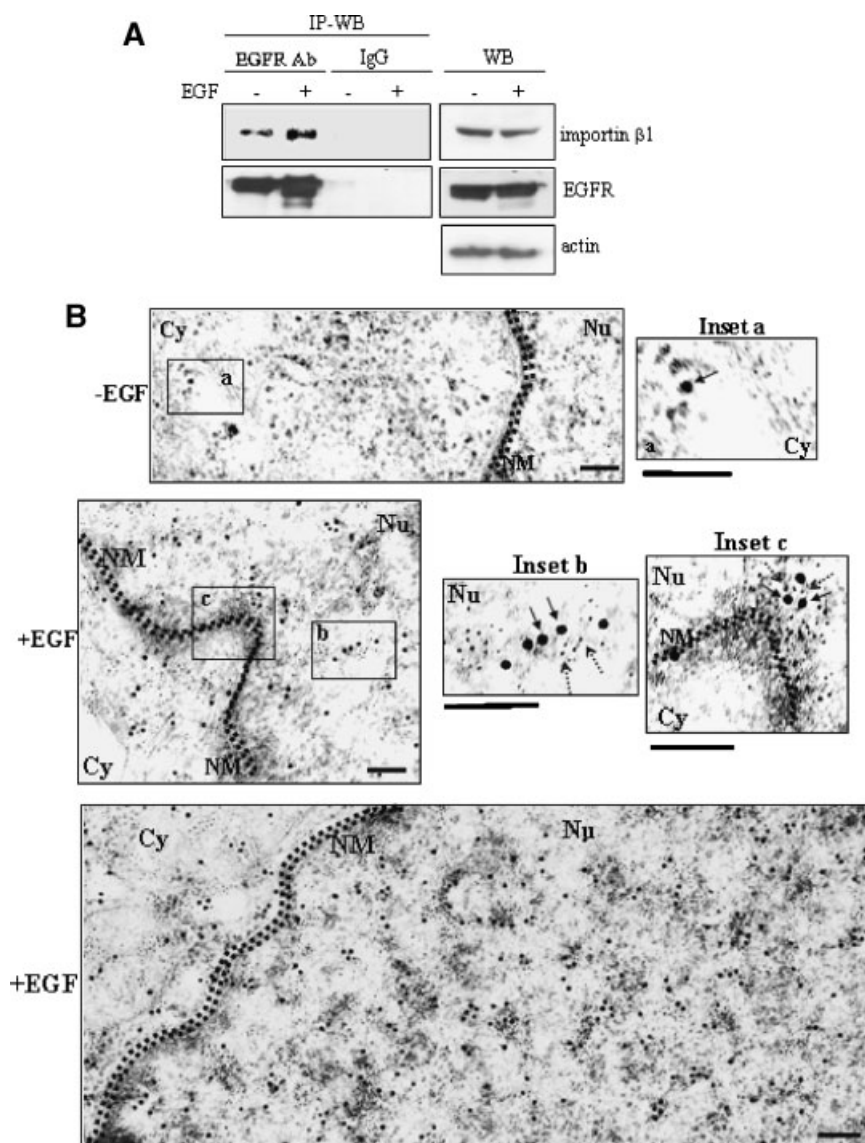 A
IP-WB
EGFR Ab IgG WB
EGF - + - + - +
importin β1
EGFR
actin
B
Cy Nu Inset a
a
-EGF
NM
a Cy
NM Nu
Inset b Inset c
c
b
+EGF
Nu Nu
NM
Cy NM Cy
Cy NM Nμ
+EGF